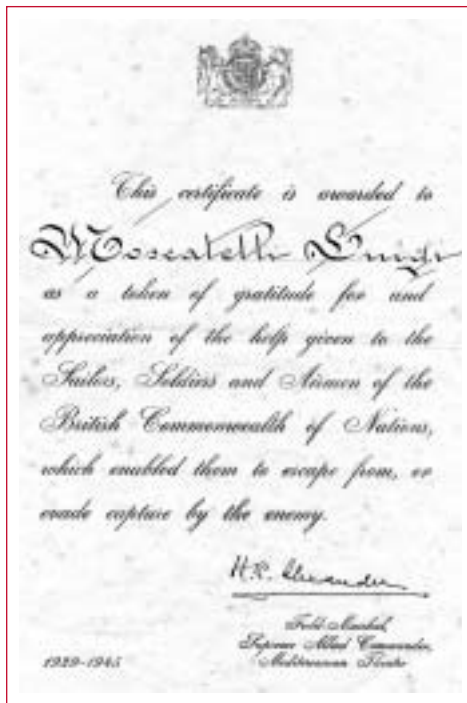 This certificate is awarded to
Moscatelli Luigi
as a token of gratitude for and
appreciation of the help given to the
Sailors, Soldiers and Airmen of the
British Commonwealth of Nations,
which enabled them to escape from, or
evade capture by the enemy.
H.R. Alexander
Field-Marshal,
Supreme Allied Commander,
1939-1945
Mediterranean Theatre